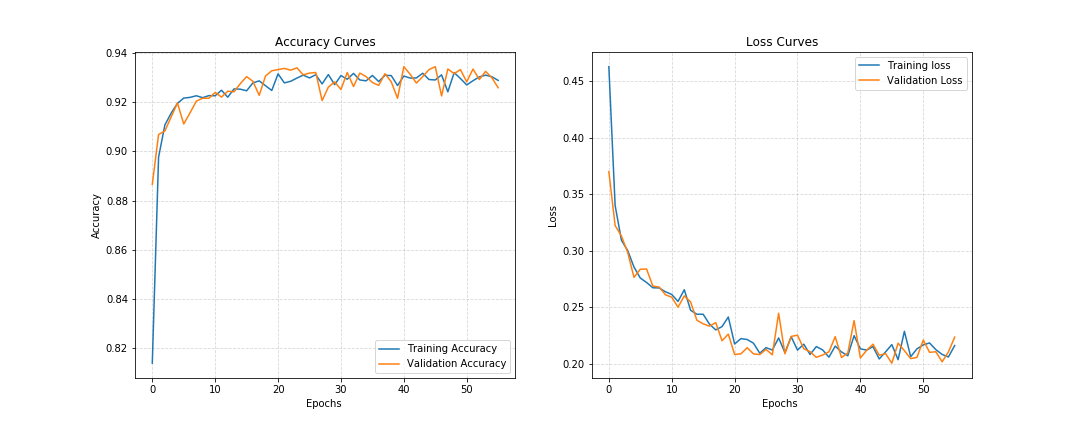 Accuracy Curves
0.94
0.92
0.90
0.88
0.86
0.84
0.82
Accuracy
0
10
20
30
40
50
Epochs
Training Accuracy
Validation Accuracy
Loss Curves
0.45
0.40
0.35
0.30
0.25
0.20
Loss
0
10
20
30
40
50
Epochs
Training loss
Validation Loss